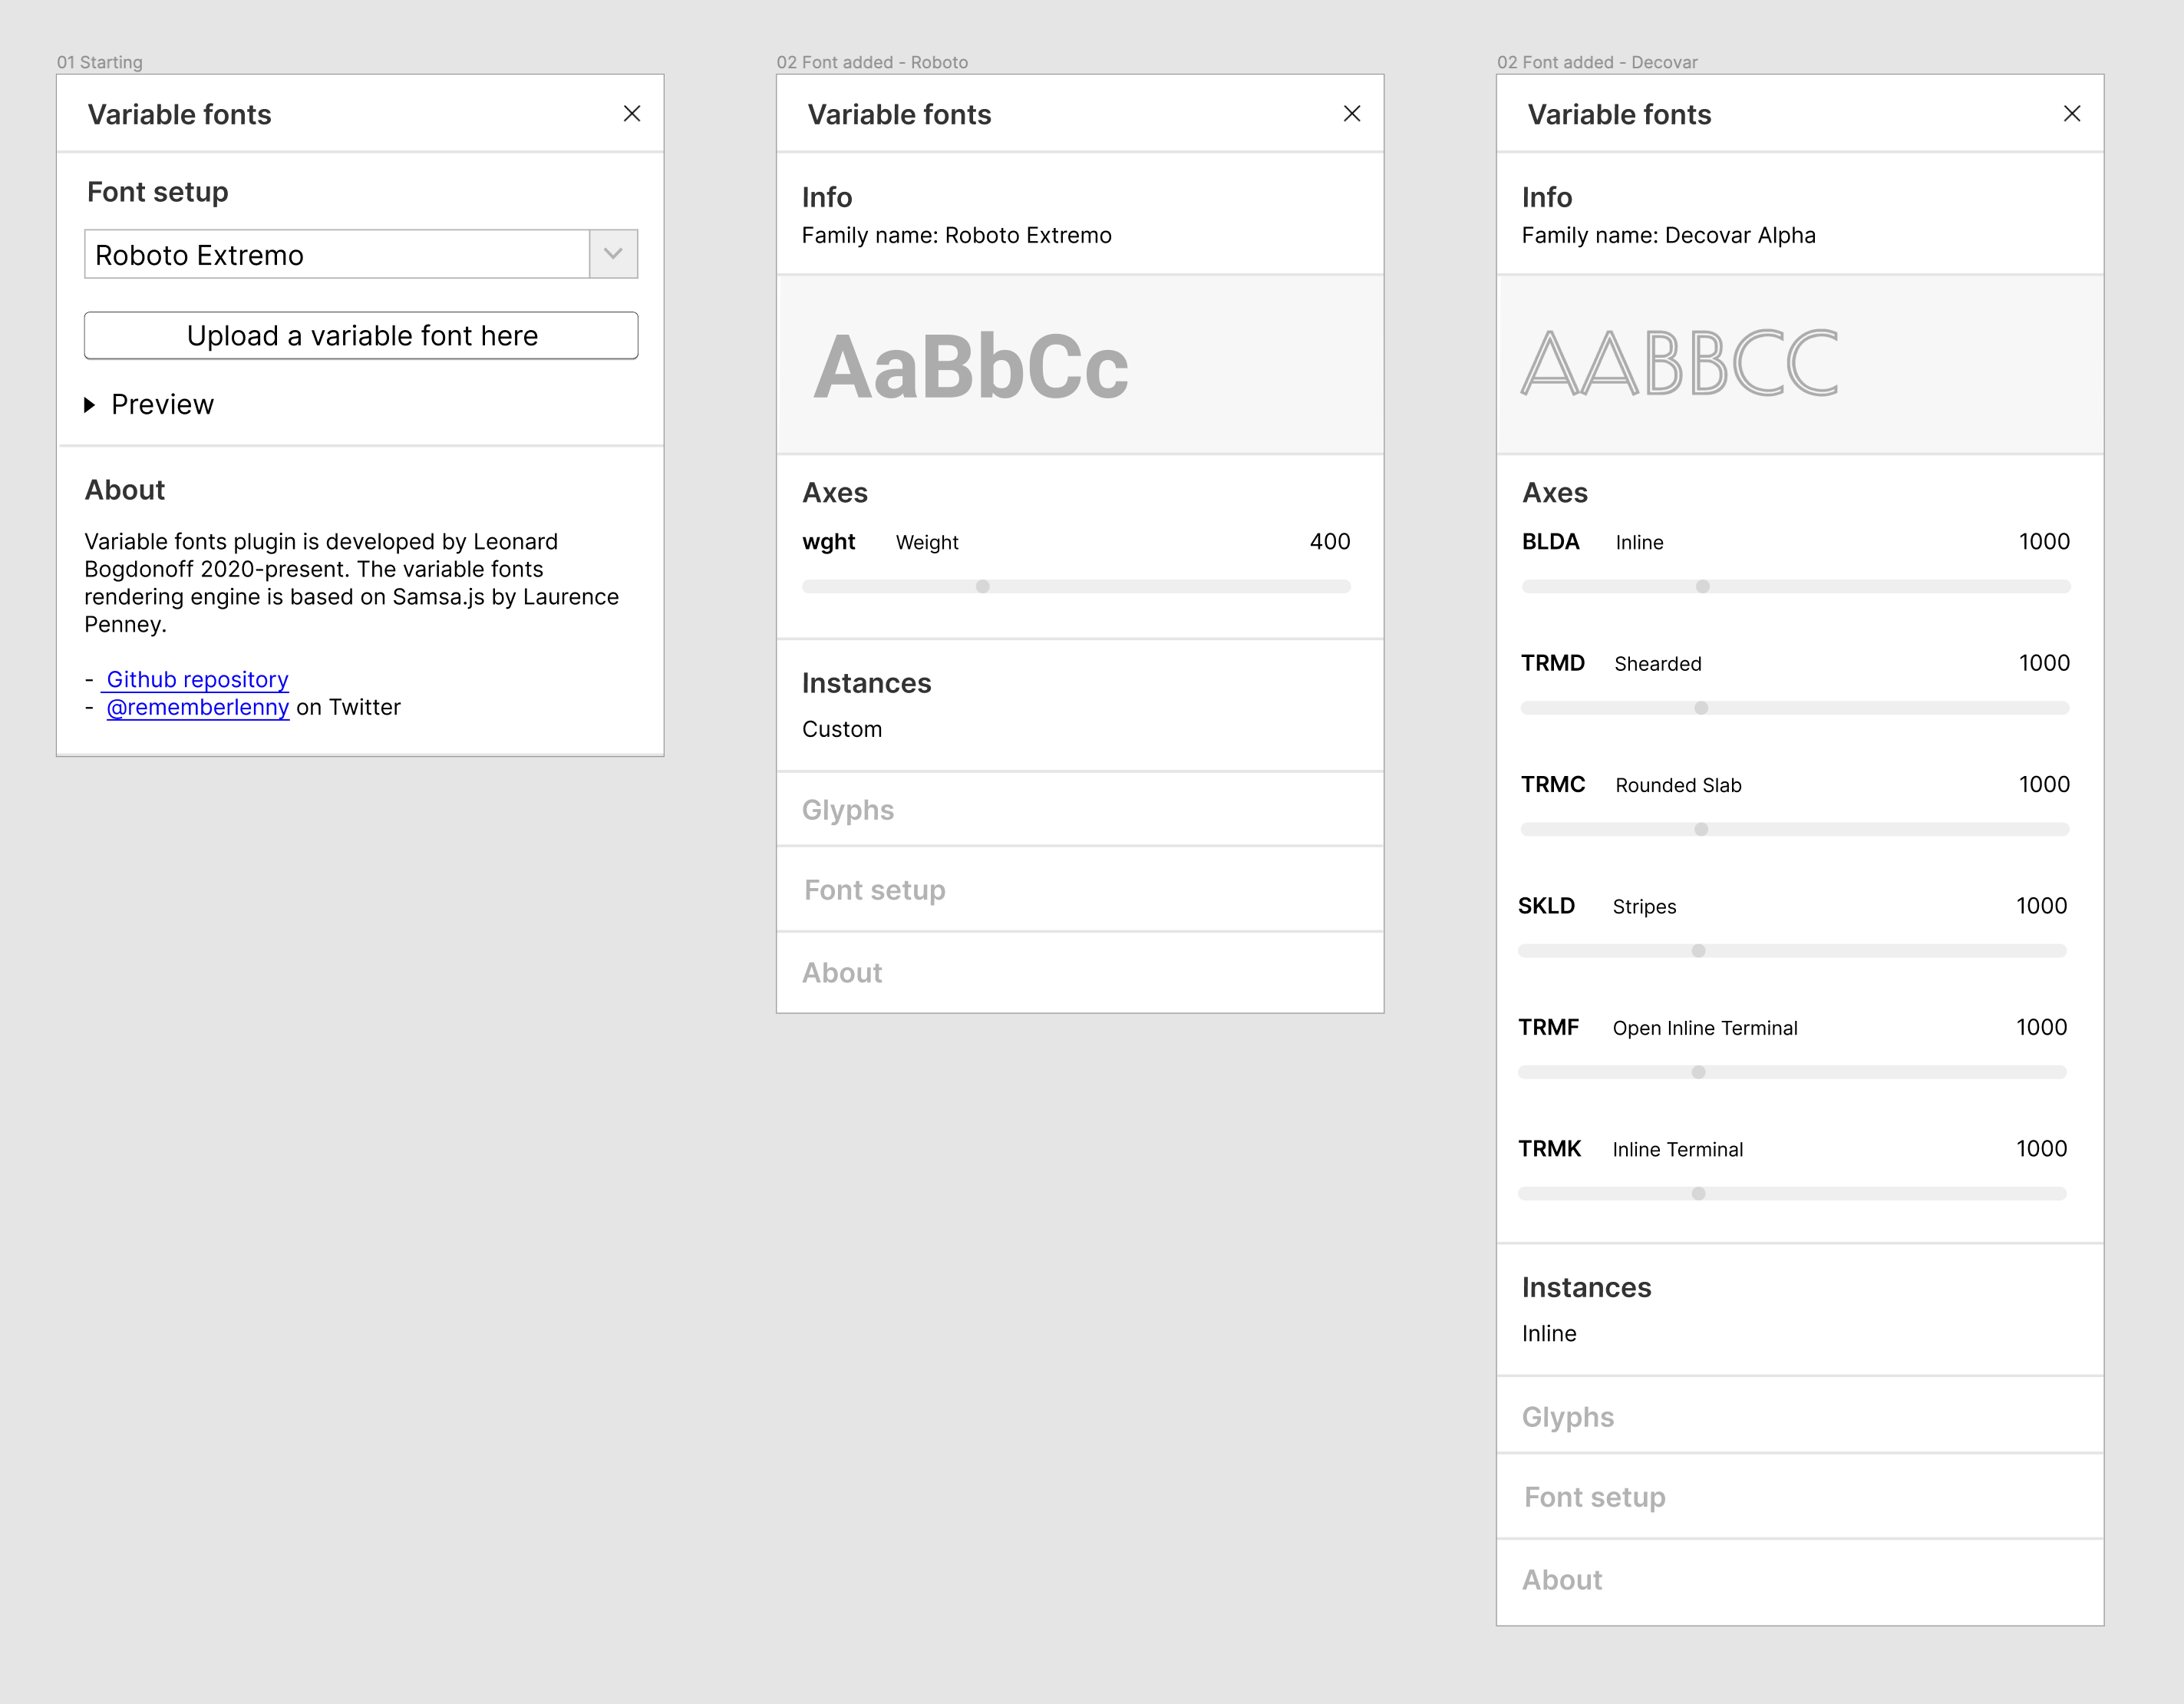 01 Starting
Variable fonts
Font setup
Roboto Extremo
Upload a variable font here
Preview
About
Variable fonts plugin is developed by Leonard
Bogdonoff 2020-present. The variable fonts
rendering engine is based on Samsa.js by Laurence
Penney.
- Github repository
- @rememberlenny on Twitter
02 Font added - Roboto
Variable fonts
Info
Family name: Roboto Extremo
AaBbCc
Axes
wght Weight 400
Instances
Custom
Glyphs
Font setup
About
02 Font added - Decovar
Variable fonts
Info
Family name: Decovar Alpha
AABBCC
Axes
BLDA Inline 1000
TRMD Shearded 1000
TRMC Rounded Slab 1000
SKLD Stripes 1000
TRMF Open Inline Terminal 1000
TRMK Inline Terminal 1000
Instances
Inline
Glyphs
Font setup
About